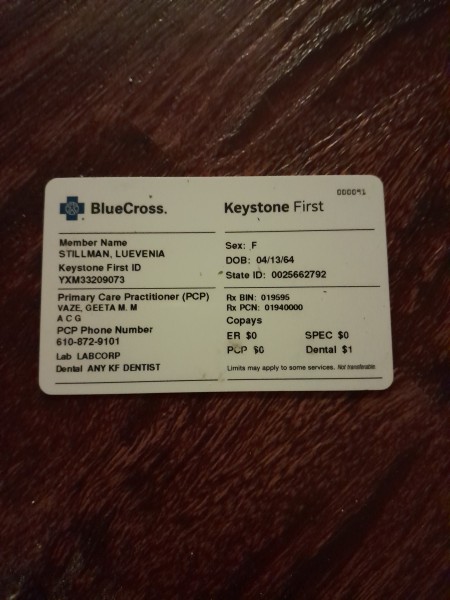 000041
BlueCross.
Keystone First
Member Name
STILLMAN, LUEVENIA
Keystone First ID
YXM33209073
Sex: F
DOB: 04/13/64
State ID: 0025662792
Primary Care Practitioner (PCP)
VAZE, GEETA M. M
A C G
PCP Phone Number
610-872-9101
Lab LABCORP
Dental ANY KF DENTIST
Rx BIN: 019595
Rx PCN: 01940000
Copays
ER $0 SPEC $0
PCP $0 Dental $1
Limits may apply to some services. Not transferable